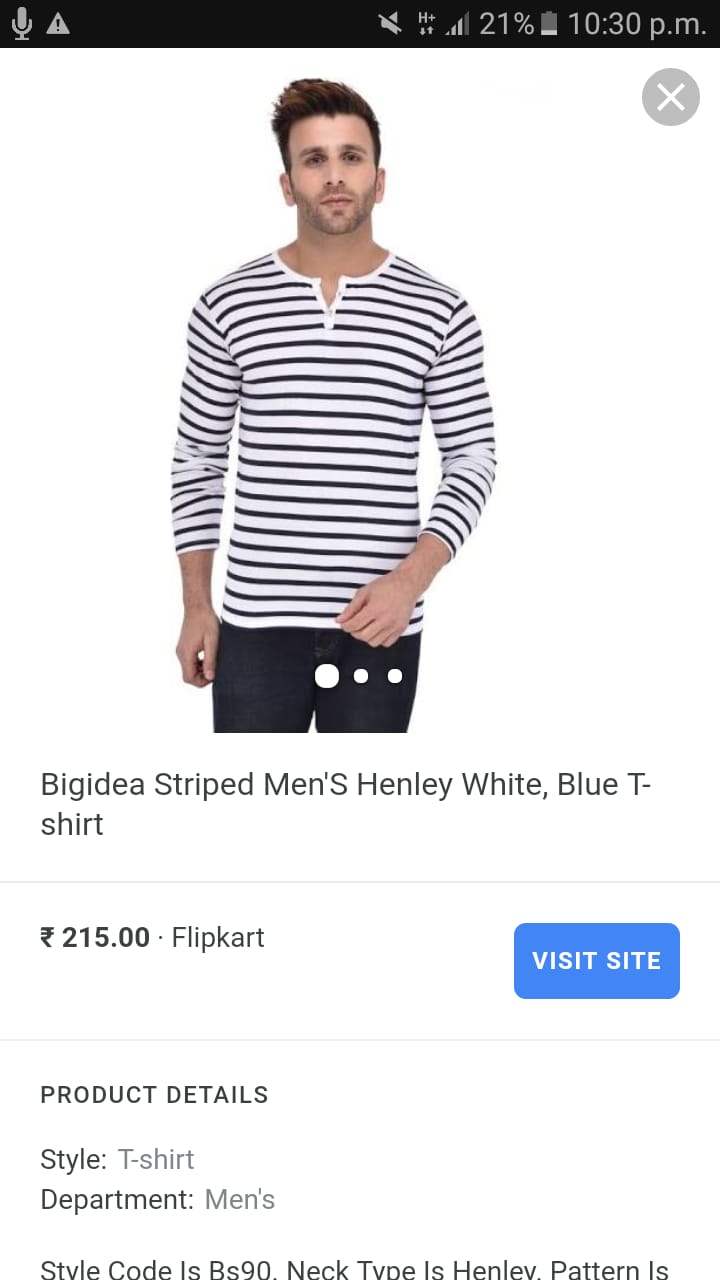 H+ 21% 10:30 p.m.
Bigidea Striped Men'S Henley White, Blue T-
shirt
₹ 215.00 · Flipkart
VISIT SITE
PRODUCT DETAILS
Style: T-shirt
Department: Men's
Style Code Is Bs90. Neck Type Is Henley. Pattern Is